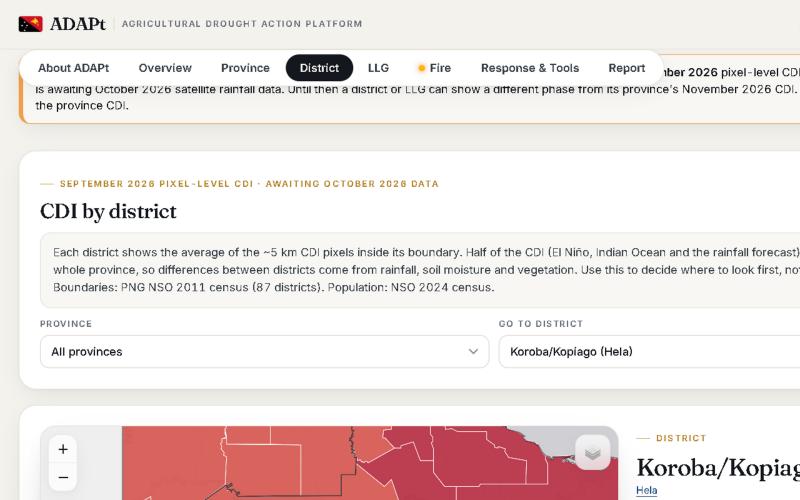 ADAPt AGRICULTURAL DROUGHT ACTION PLATFORM
About ADAPt Overview Province District LLG Fire Response & Tools Report
2026 pixel-level CDI
is awaiting October 2026 satellite rainfall data. Until then a district or LLG can show a different phase from its province's November 2026 CDI.
the province CDI.
SEPTEMBER 2026 PIXEL-LEVEL CDI · AWAITING OCTOBER 2026 DATA
CDI by district
Each district shows the average of the ~5 km CDI pixels inside its boundary. Half of the CDI (El Niño, Indian Ocean and the rainfall forecast)
whole province, so differences between districts come from rainfall, soil moisture and vegetation. Use this to decide where to look first,
Boundaries: PNG NSO 2011 census (87 districts). Population: NSO 2024 census.
PROVINCE
GO TO DISTRICT
All provinces
Koroba/Kopiago (Hela)
+
−
DISTRICT
Koroba/Kopiag
Hela